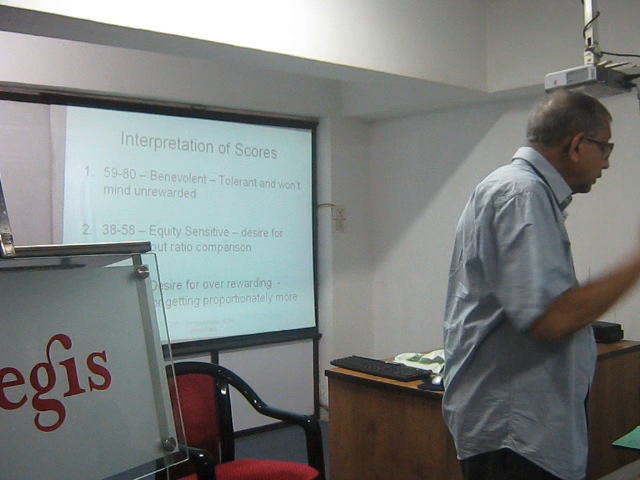 Interpretation of Scores
1. 59-80 – Benevolent – Tolerant and won't
mind unrewarded
2 38-58 – Equity Sensitive – desire for
out ratio comparison
Desire for over rewarding -
getting proportionately more
egis